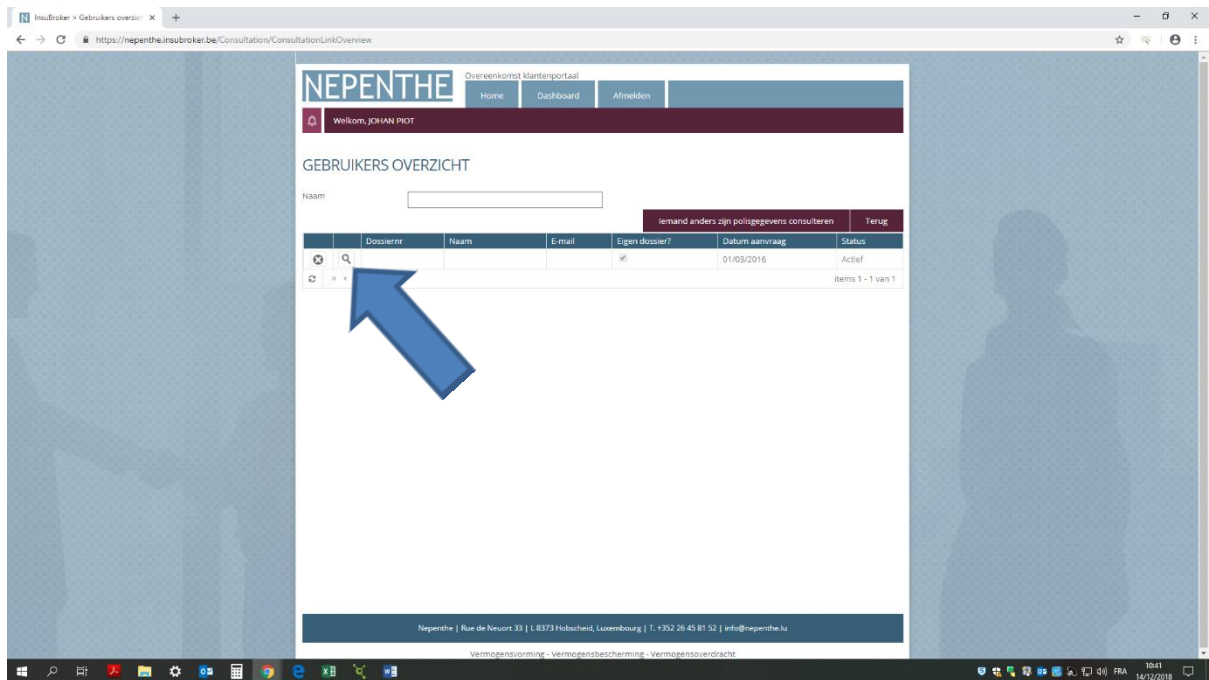 InsuBroker > Gebruikers overzic
https://nepenthe.insubroker.be/Consultation/ConsultationLinkOverview
NEPENTHE
Overeenkomst klantenportaal
Home Dashboard Afmelden
Welkom, JOHAN PIOT
GEBRUIKERS OVERZICHT
Naam
Iemand anders zijn polisgegevens consulteren Terug
Dossiernr Naam E-mail Eigen dossier? Datum aanvraag Status
01/03/2016 Actief
items 1 - 1 van 1
Nepenthe | Rue de Neuort 33 | L 8373 Hobscheid, Luxembourg | T. +352 26 45 81 52 | info@nepenthe.lu
Vermogensvorming - Vermogensbescherming - Vermogensoverdracht
FRA
10:41
14/12/2018